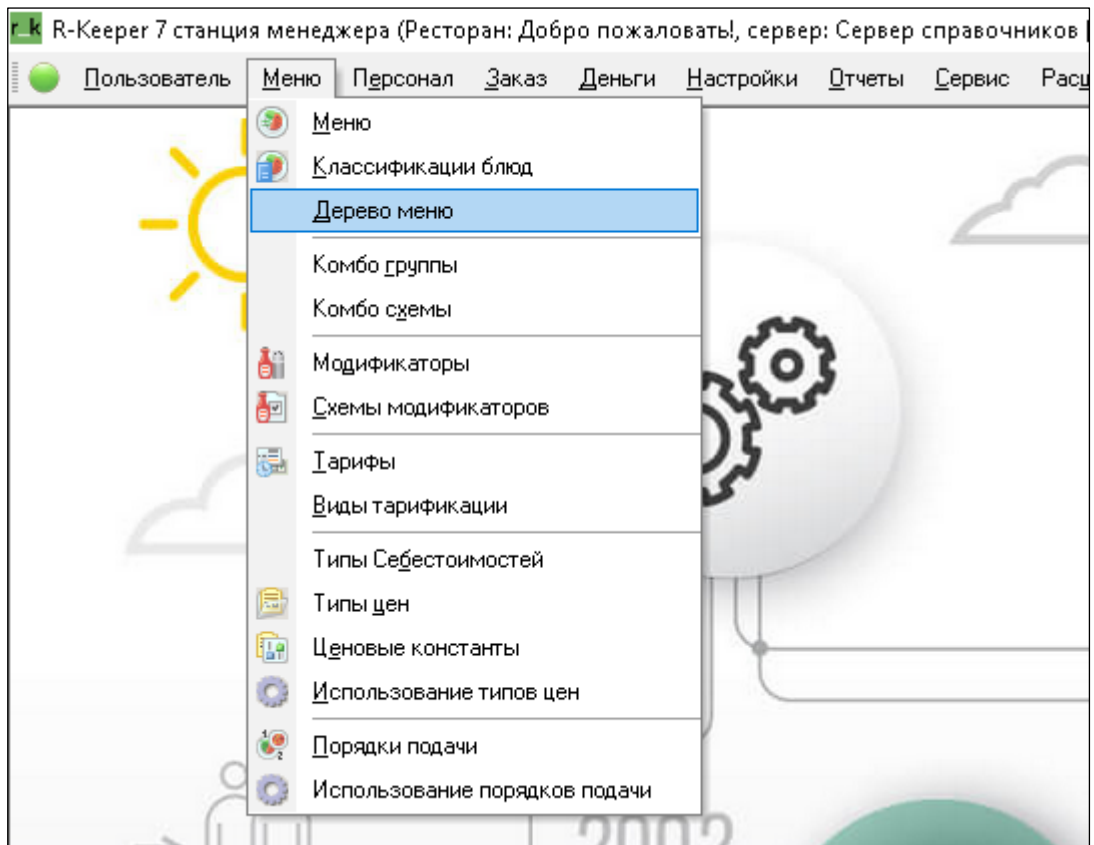 r_k R-Keeper 7 станция менеджера (Ресторан: Добро пожаловать!, сервер: Сервер справочников |
Пользователь Меню Персонал Заказ Деньги Настройки Отчеты Сервис Расш
Меню
Классификации блюд
Дерево меню
Комбо группы
Комбо схемы
Модификаторы
Схемы модификаторов
Тарифы
Виды тарификации
Типы Себестоимостей
Типы цен
Ценовые константы
Использование типов цен
Порядки подачи
Использование порядков подачи
2002